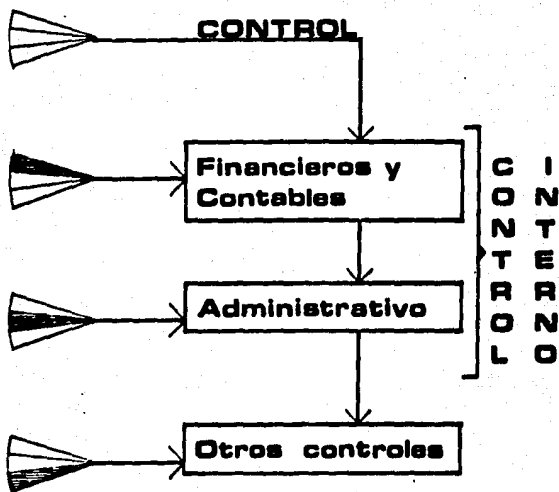 CONTROL
Financieros y
Contables
Administrativo
Otros controles
CONTROL
INTERNO